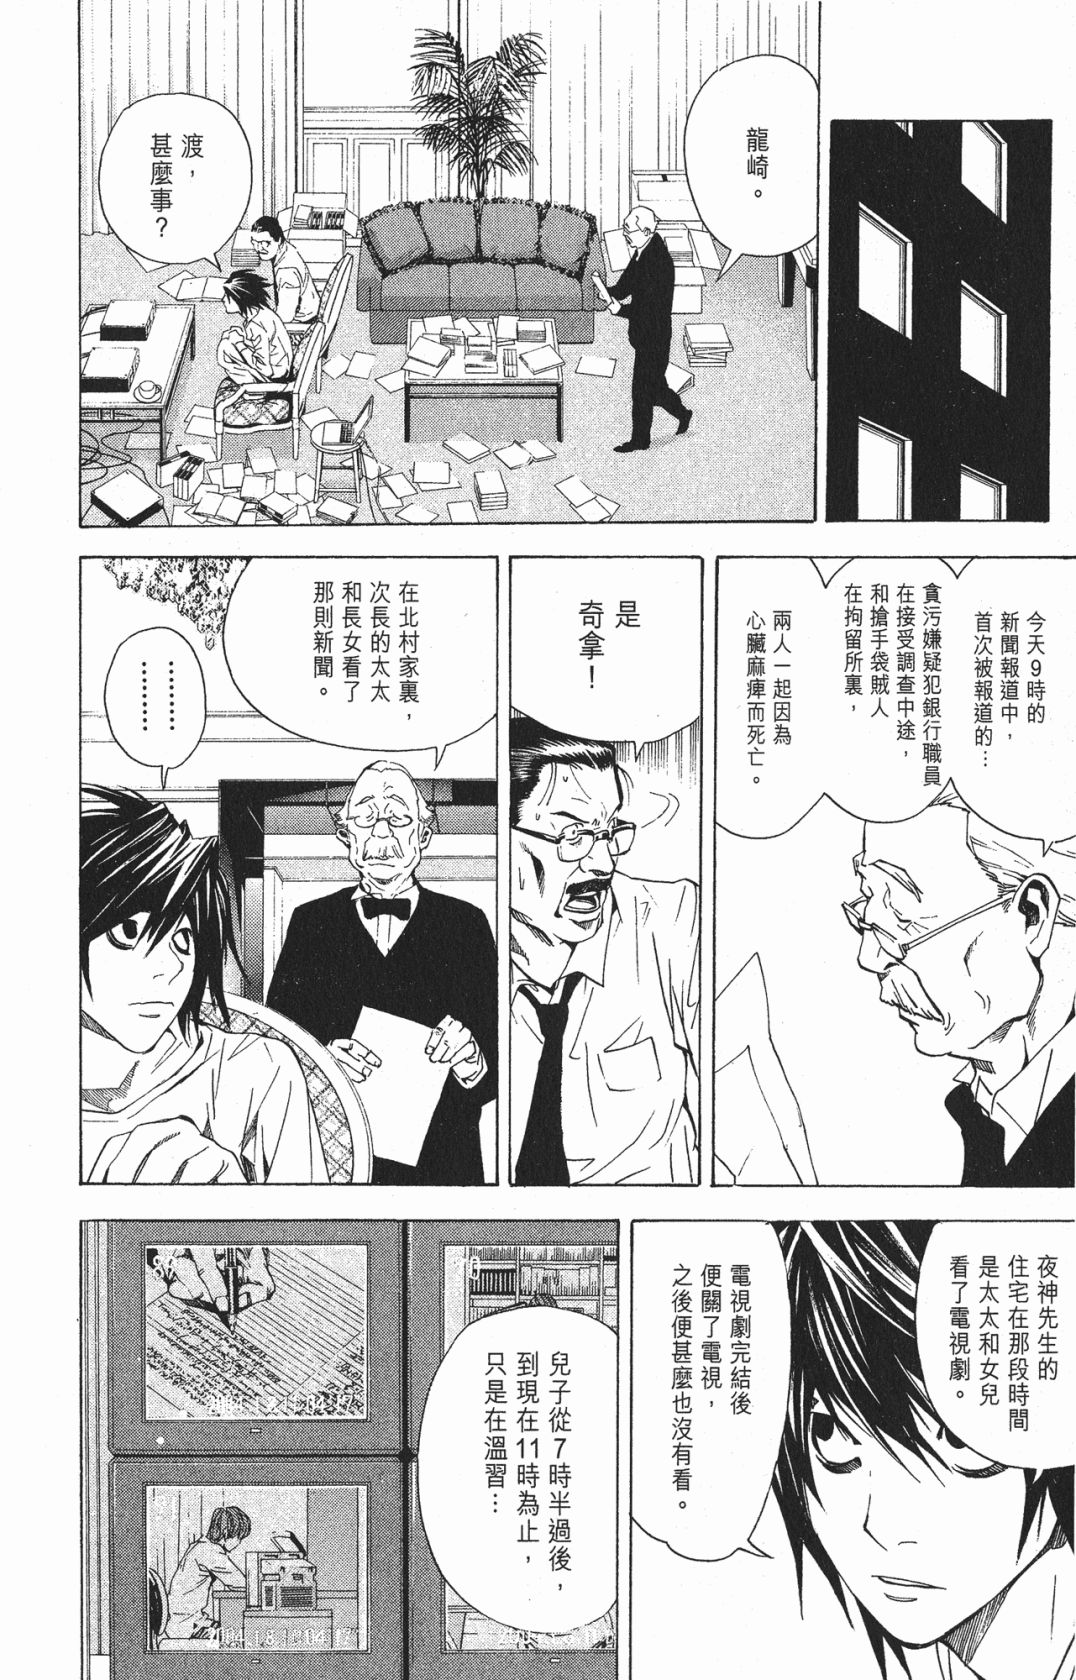 龍崎。
渡，
甚麼事？
今天9時的
新聞報道中，
首次被報道的…
貪污嫌疑犯銀行職員
在接受調查中途，
和搶手袋賊人
在拘留所裏，
兩人一起因為
心臟麻痺而死亡。
是
奇拿！
在北村家裏，
次長的太太
和長女看了
那則新聞。
………
………
夜神先生的
住宅在那段時間
是太太和女兒
看了電視劇。
電視劇完結後
便關了電視，
之後便甚麼也沒有看。
兒子從7時半過後，
到現在11時為止，
只是在溫習…